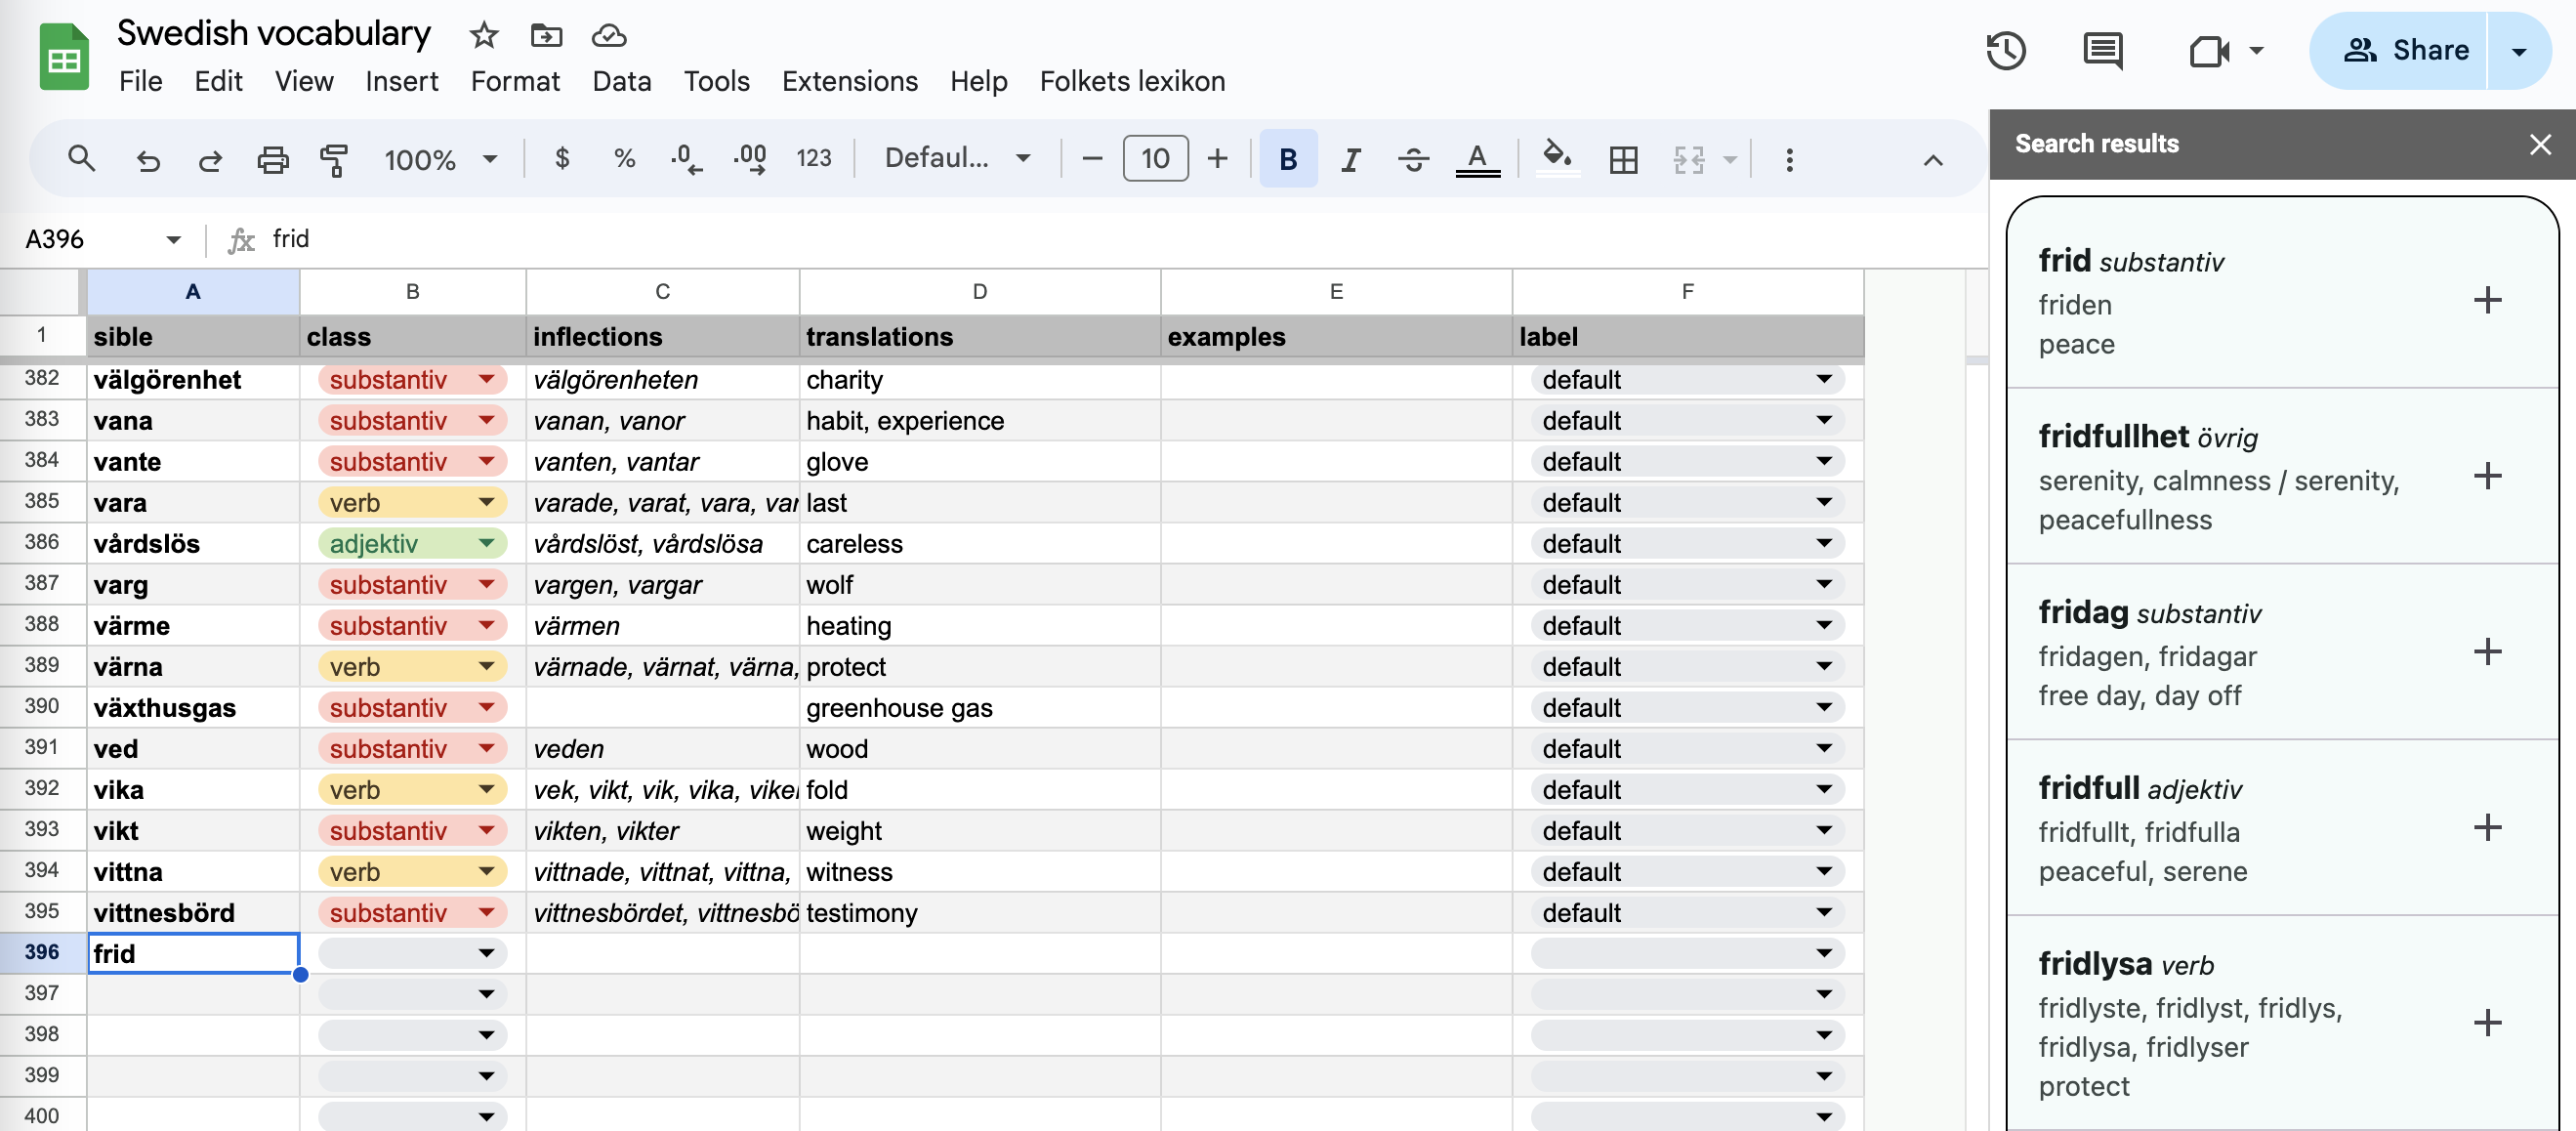 Swedish vocabulary
File Edit View Insert Format Data Tools Extensions Help Folkets lexikon
Share
100% $ % .0 .00 123 Defaul... 10 B I A
A396 fx frid
A B C D E F
1 sible class inflections translations examples label
382 välgörenhet substantiv välgörenheten charity default
383 vana substantiv vanan, vanor habit, experience default
384 vante substantiv vanten, vantar glove default
385 vara verb varade, varat, vara, var last default
386 vårdslös adjektiv vårdslöst, vårdslösa careless default
387 varg substantiv vargen, vargar wolf default
388 värme substantiv värmen heating default
389 värna verb värnade, värnat, värna, protect default
390 växthusgas substantiv greenhouse gas default
391 ved substantiv veden wood default
392 vika verb vek, vikt, vik, vika, vike fold default
393 vikt substantiv vikten, vikter weight default
394 vittna verb vittnade, vittnat, vittna, witness default
395 vittnesbörd substantiv vittnesbördet, vittnesbö testimony default
396 frid
397
398
399
400
Search results
frid substantiv
friden
peace
fridfullhet övrig
serenity, calmness / serenity,
peacefullness
fridag substantiv
fridagen, fridagar
free day, day off
fridfull adjektiv
fridfullt, fridfulla
peaceful, serene
fridlysa verb
fridlyste, fridlyst, fridlys,
fridlysa, fridlyser
protect